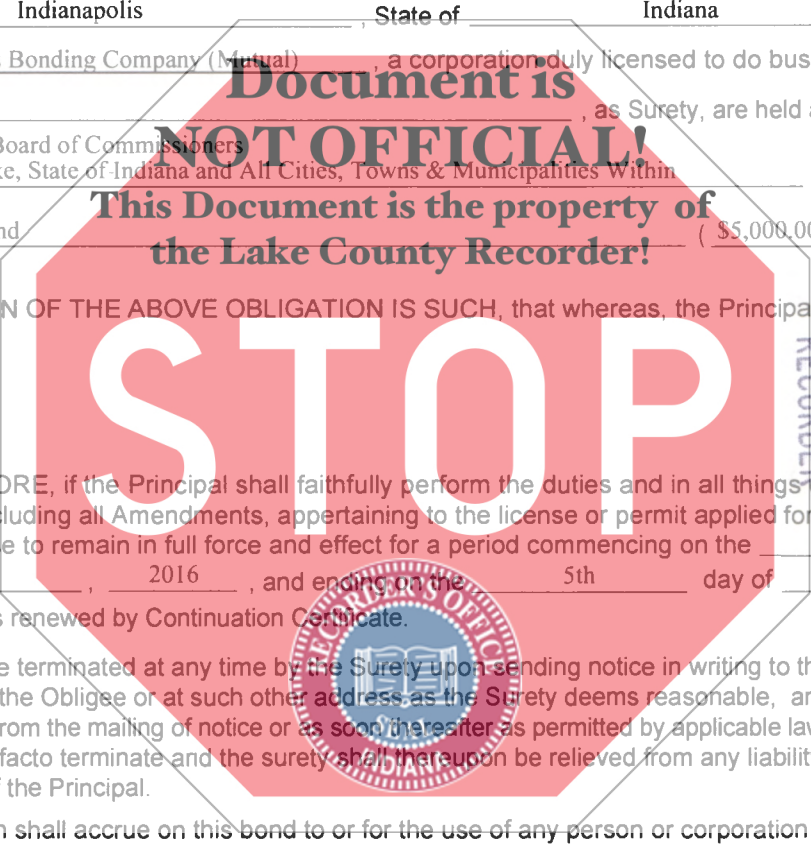 Indianapolis , State of Indiana
s Bonding Company (Mutual) , a corporation duly licensed to do bus
Document is
, as Surety, are held
Board of Commissioners
NOT OFFICIAL!
ke, State of Indiana and All Cities, Towns & Municipalities Within
This Document is the property of
nd ( $5,000.00
the Lake County Recorder!
N OF THE ABOVE OBLIGATION IS SUCH, that whereas, the Principa
RECORDER
STOP
ORE, if the Principal shall faithfully perform the duties and in all things
cluding all Amendments, appertaining to the license or permit applied for
e to remain in full force and effect for a period commencing on the
, 2016 , and ending on the 5th day of
s renewed by Continuation Certificate.
RECORDER'S OFFICE
e terminated at any time by the Surety upon sending notice in writing to th
the Obligee or at such other address as the Surety deems reasonable, an
SEAL
rom the mailing of notice or as soon thereafter as permitted by applicable law
INDIANA
facto terminate and the surety shall thereupon be relieved from any liabilit
f the Principal.
n shall accrue on this bond to or for the use of any person or corporation